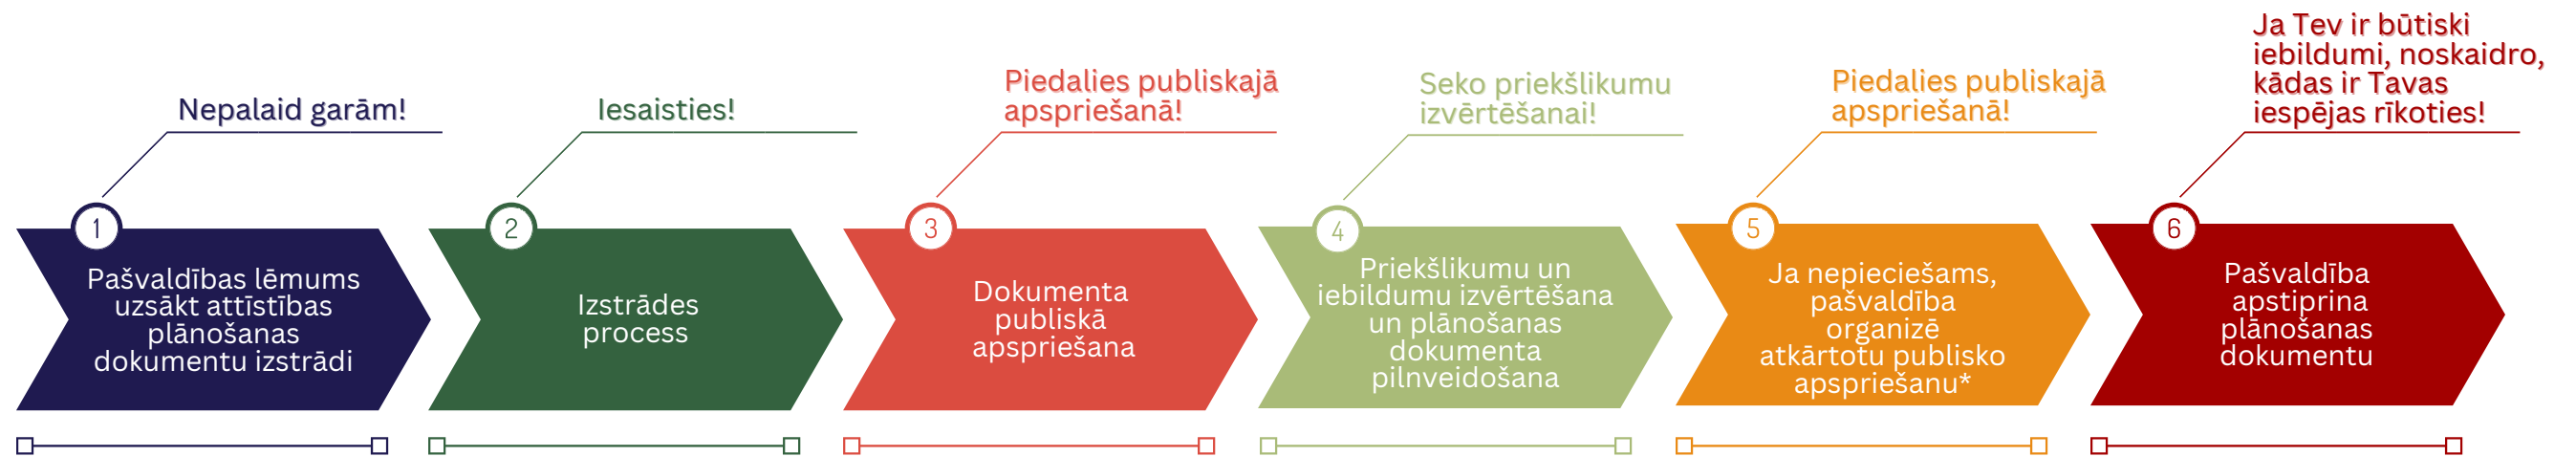 Nepalaid garām!
1
Pašvaldības lēmums
uzsākt attīstības
plānošanas
dokumentu izstrādi
Iesaisties!
2
Izstrādes
process
Piedalies publiskajā
apspriešanā!
3
Dokumenta
publiskā
apspriešana
Seko priekšlikumu
izvērtēšanai!
4
Priekšlikumu un
iebildumu izvērtēšana
un plānošanas
dokumenta
pilnveidošana
Piedalies publiskajā
apspriešanā!
5
Ja nepieciešams,
pašvaldība
organizē
atkārtotu publisko
apspriešanu*
Ja Tev ir būtiski
iebildumi, noskaidro,
kādas ir Tavas
iespējas rīkoties!
6
Pašvaldība
apstiprina
plānošanas
dokumentu